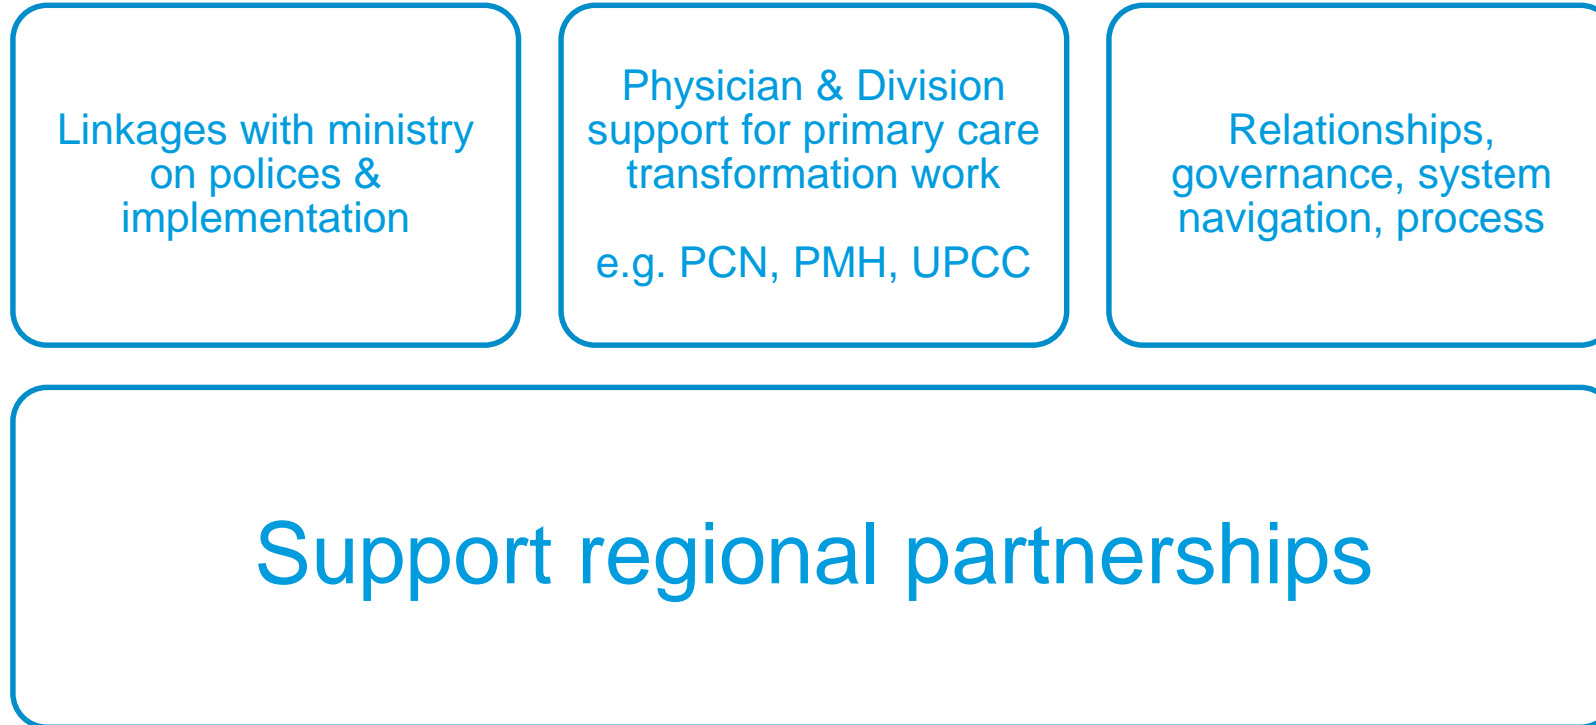 Linkages with ministry
on polices &
implementation
Physician & Division
support for primary care
transformation work
e.g. PCN, PMH, UPCC
Relationships,
governance, system
navigation, process
Support regional partnerships